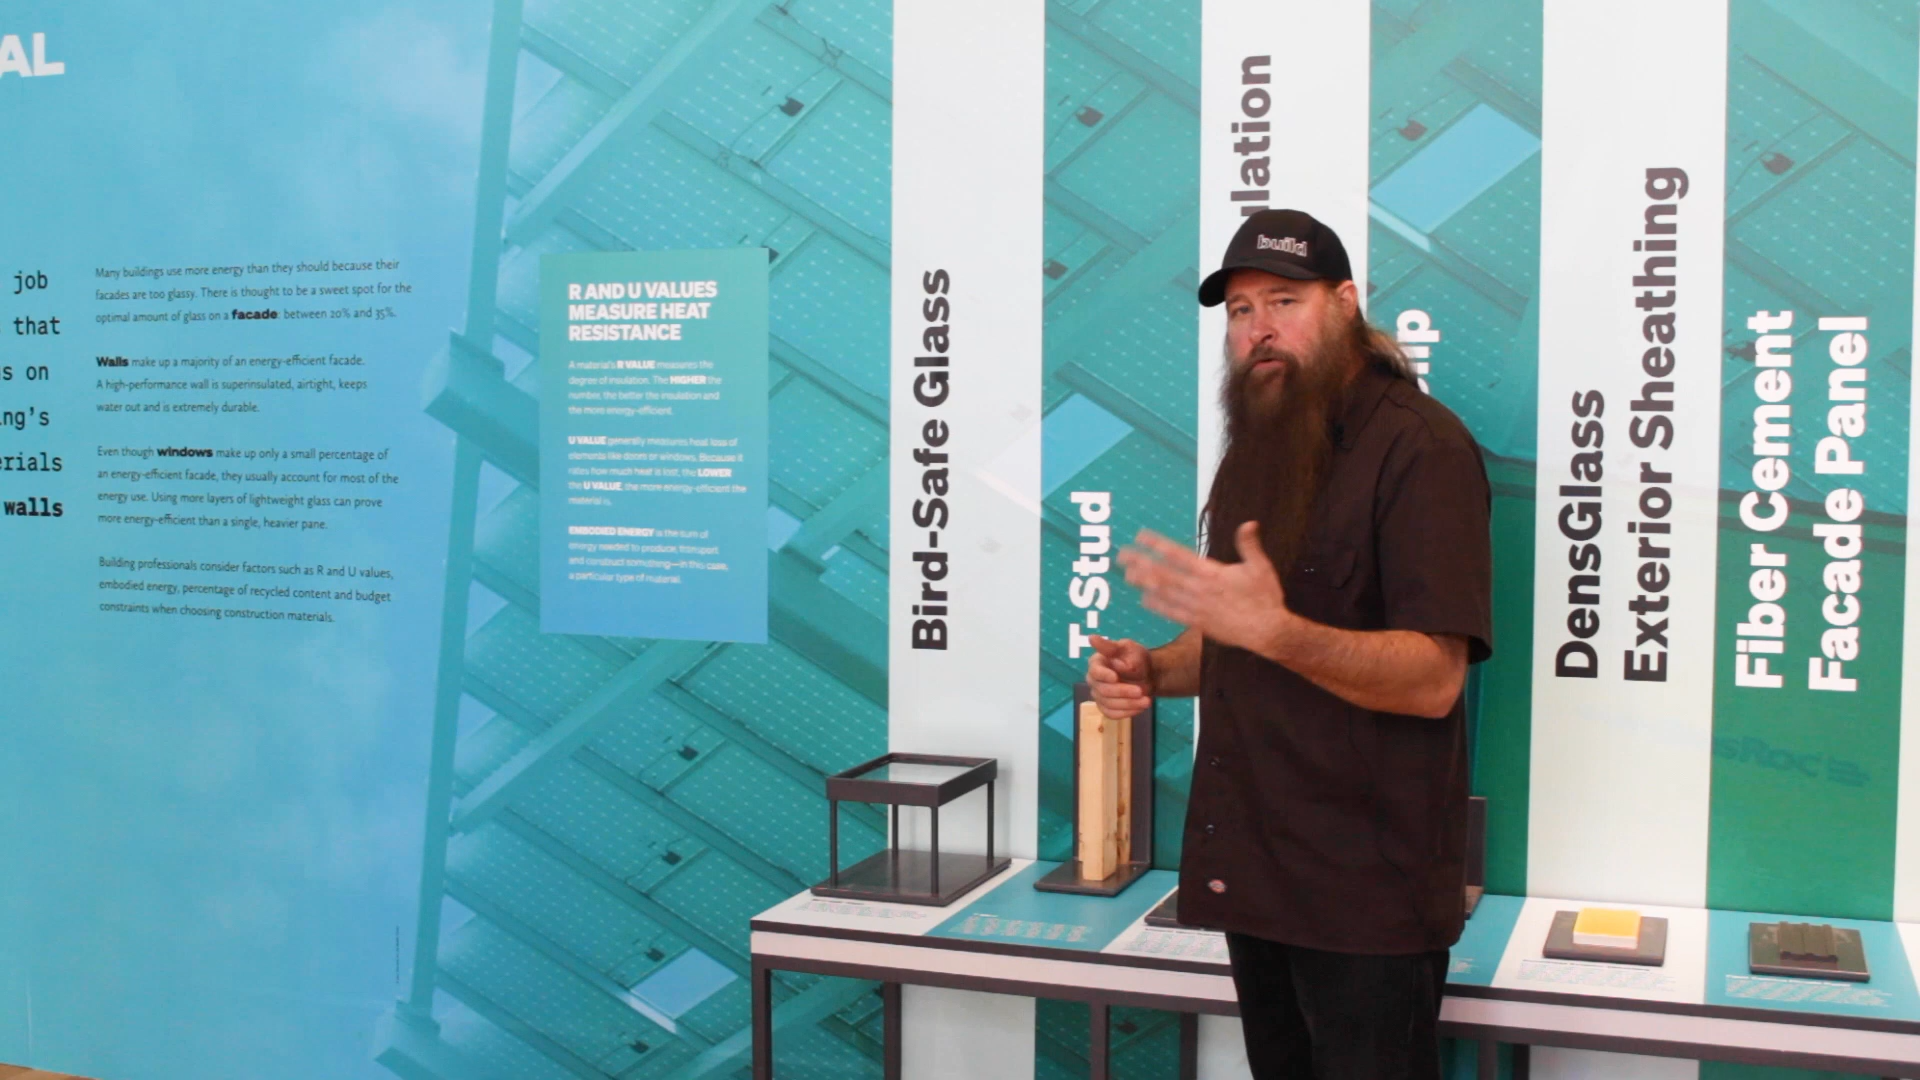 AL
job
that
s on
ng's
erials
walls
Many buildings use more energy than they should because their
facades are too glassy. There is thought to be a sweet spot for the
optimal amount of glass on a facade: between 20% and 35%.
Walls make up a majority of an energy-efficient facade.
A high-performance wall is superinsulated, airtight, keeps
water out and is extremely durable.
Even though windows make up only a small percentage of
an energy-efficient facade, they usually account for most of the
energy use. Using more layers of lightweight glass can prove
more energy-efficient than a single, heavier pane.
Building professionals consider factors such as R and U values,
embodied energy, percentage of recycled content and budget
constraints when choosing construction materials.
R AND U VALUES
MEASURE HEAT
RESISTANCE
A material's R VALUE measures the
degree of insulation. The HIGHER the
number, the better the insulation and
the more energy-efficient.
U VALUE generally measures heat loss of
elements like doors or windows. Because it
rates how much heat is lost, the LOWER
the U VALUE, the more energy-efficient the
material is.
EMBODIED ENERGY is the sum of
energy needed to produce, transport
and construct something—in this case,
a particular type of material.
Bird-Safe Glass
T-Stud
ulation
build
ip
DensGlass
Exterior Sheathing
Fiber Cement
Facade Panel